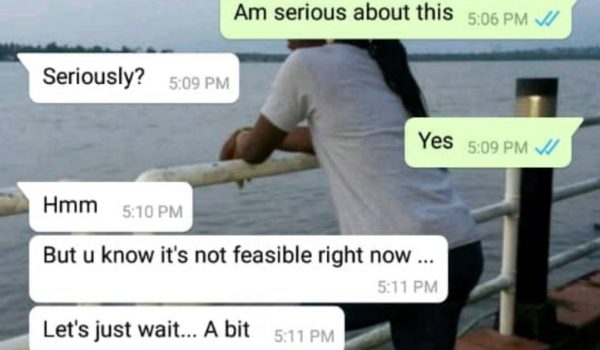 Am serious about this 5:06 PM
Seriously? 5:09 PM
Yes 5:09 PM
Hmm 5:10 PM
But u know it's not feasible right now ...
5:11 PM
Let's just wait... A bit 5:11 PM